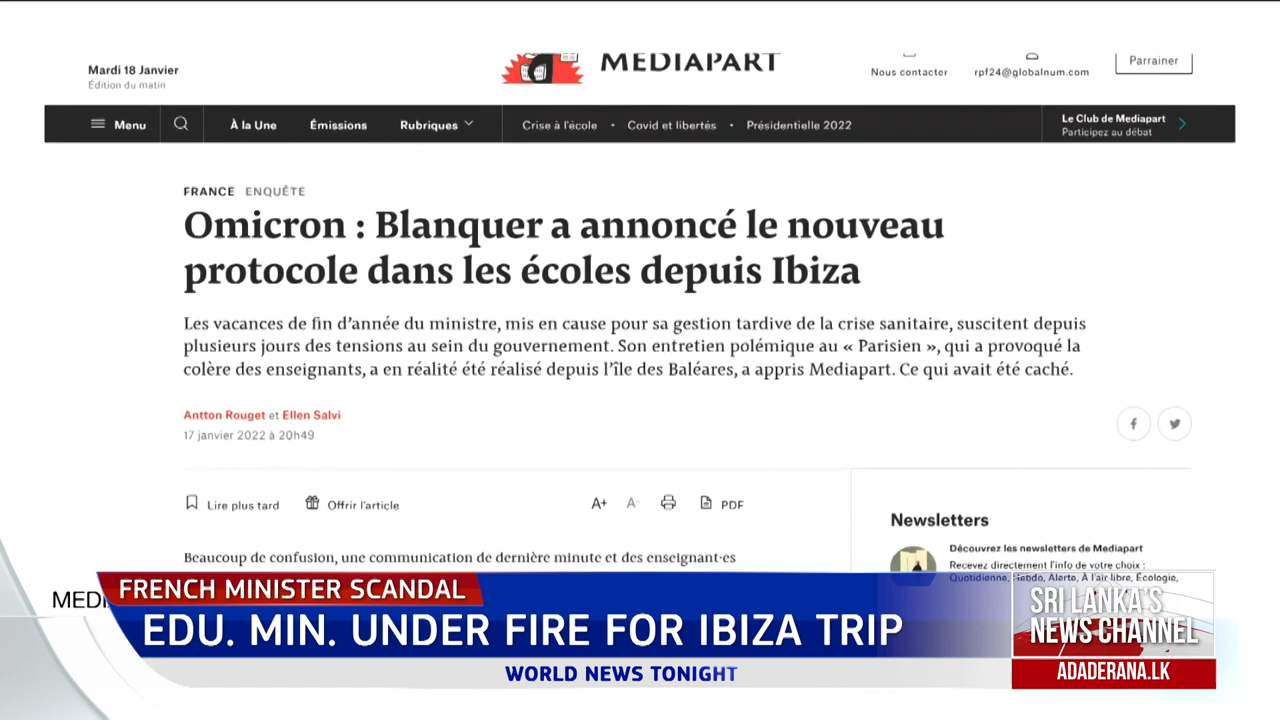 Mardi 18 Janvier
Édition du matin
MEDIAPART
Nous contacter
rpf24@globalnum.com
Parrainer
Menu
À la Une
Émissions
Rubriques
Crise à l'école • Covid et libertés • Présidentielle 2022
Le Club de Mediapart
Participez au débat
FRANCE ENQUÊTE
Omicron : Blanquer a annoncé le nouveau
protocole dans les écoles depuis Ibiza
Les vacances de fin d'année du ministre, mis en cause pour sa gestion tardive de la crise sanitaire, suscitent depuis
plusieurs jours des tensions au sein du gouvernement. Son entretien polémique au « Parisien », qui a provoqué la
colère des enseignants, a en réalité été réalisé depuis l'île des Baléares, a appris Mediapart. Ce qui avait été caché.
Antton Rouget et Ellen Salvi
17 janvier 2022 à 20h49
Lire plus tard
Offrir l'article
A+
A-
PDF
Newsletters
Découvrez les newsletters de Mediapart
Recevez directement l'info de votre choix :
Quotidienne, Hebdo, Alerte, À l'air libre, Écologie,
Beaucoup de confusion, une communication de dernière minute et des enseignant·es
MEDI
FRENCH MINISTER SCANDAL
EDU. MIN. UNDER FIRE FOR IBIZA TRIP
WORLD NEWS TONIGHT
SRI LANKA'S
NEWS CHANNEL
ADADERANA.LK